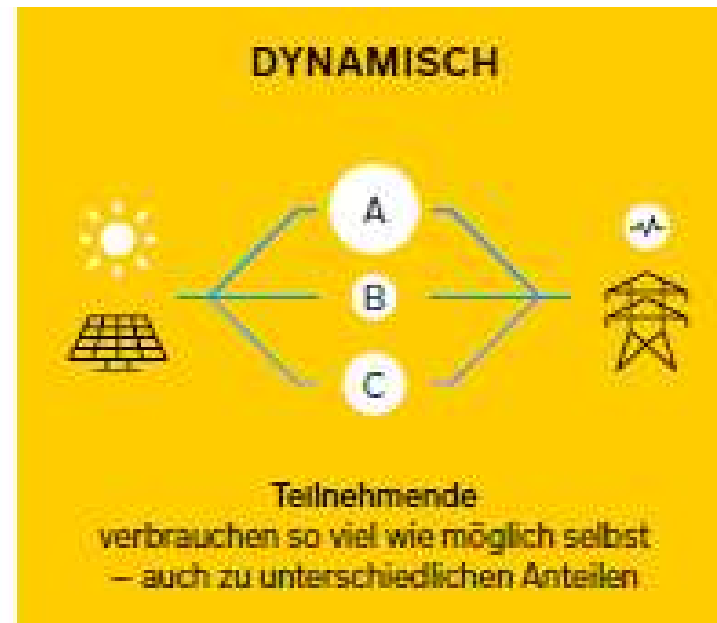 DYNAMISCH
A
B
C
Teilnehmende
verbrauchen so viel wie möglich selbst
– auch zu unterschiedlichen Anteilen